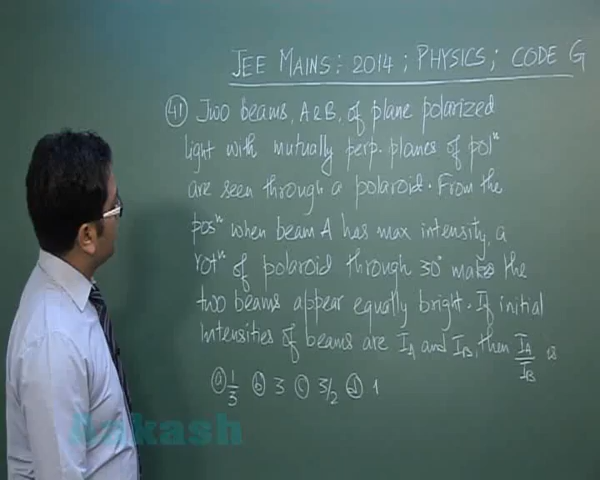 JEE MAINS:- 2014 ; PHYSICS ; CODE G
41 Two beams, A & B, of plane polarized
light with mutually perp. planes of polⁿ
are seen through a polaroid. From the
posⁿ when beam A has max intensity, a
rotⁿ of polaroid through 30° makes the
two beams appear equally bright. If initial
intensities of beams are I_A and I_B, then I_A/I_B is
a 1/3 b 3 c 3/2 d 1
Aakash